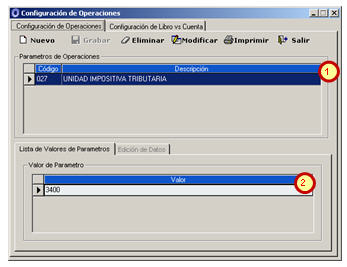 Configuración de Operaciones
Configuración de Operaciones Configuración de Libro vs Cuenta
Nuevo Grabar Eliminar Modificar Imprimir Salir
Parametros de Operaciones
Código Descripción
027 UNIDAD IMPOSITIVA TRIBUTARIA
1
Lista de Valores de Parametros Edición de Datos
Valor de Parametro
Valor
2
3400